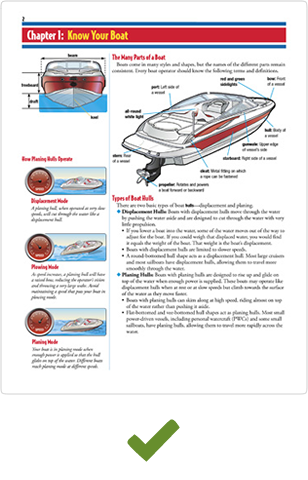 2
Chapter 1: Know Your Boat
The Many Parts of a Boat
Boats come in many styles and shapes, but the names of the different parts remain
consistent. Every boat operator should know the following terms and definitions.
beam
freeboard
draft
keel
port: Left side of
a vessel
red and green
sidelights
bow: Front
of a vessel
all-round
white light
hull: Body of
a vessel
gunwale: Upper edge
of vessel's side
starboard: Right side of a vessel
stern: Rear of
a vessel
cleat: Metal fitting on which
a rope can be fastened
propeller: Rotates and powers
a boat forward or backward
How Planing Hulls Operate
Displacement Mode
A planing hull, when operated at very slow
speeds, will cut through the water like a
displacement hull.
Plowing Mode
As speed increases, a planing hull will have
a raised bow, reducing the operator's vision
and throwing a very large wake. Avoid
maintaining a speed that puts your boat in
plowing mode.
Planing Mode
Your boat is in planing mode when
enough power is applied so that the hull
glides on top of the water. Different boats
reach planing mode at different speeds.
Types of Boat Hulls
There are two basic types of boat hulls—displacement and planing.
Displacement Hulls: Boats with displacement hulls move through the water
by pushing the water aside and are designed to cut through the water with very
little propulsion.
• If you lower a boat into the water, some of the water moves out of the way to
adjust for the boat. If you could weigh that displaced water, you would find
it equals the weight of the boat. That weight is the boat's displacement.
• Boats with displacement hulls are limited to slower speeds.
• A round-bottomed hull shape acts as a displacement hull. Most large cruisers
and most sailboats have displacement hulls, allowing them to travel more
smoothly through the water.
Planing Hulls: Boats with planing hulls are designed to rise up and glide on
top of the water when enough power is supplied. These boats may operate like
displacement hulls when at rest or at slow speeds but climb towards the surface
of the water as they move faster.
• Boats with planing hulls can skim along at high speed, riding almost on top
of the water rather than pushing it aside.
• Flat-bottomed and vee-bottomed hull shapes act as planing hulls. Most small
power-driven vessels, including personal watercraft (PWCs) and some small
sailboats, have planing hulls, allowing them to travel more rapidly across the
water.